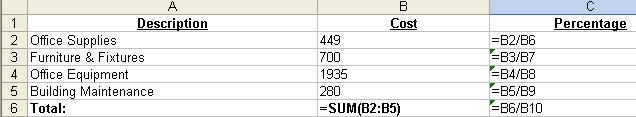 A B C
1 Description Cost Percentage
2 Office Supplies 449 =B2/B6
3 Furniture & Fixtures 700 =B3/B7
4 Office Equipment 1935 =B4/B8
5 Building Maintenance 280 =B5/B9
6 Total: =SUM(B2:B5) =B6/B10